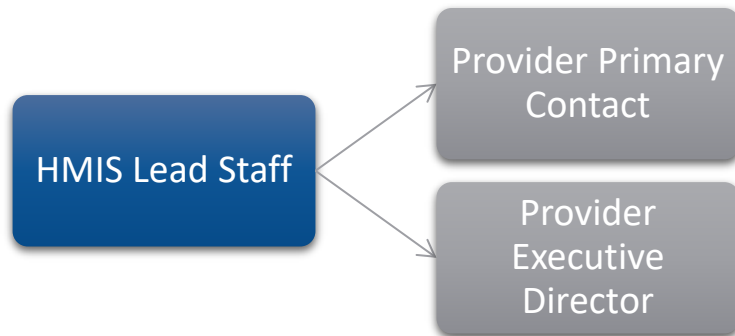 HMIS Lead Staff
Provider Primary
Contact
Provider
Executive
Director